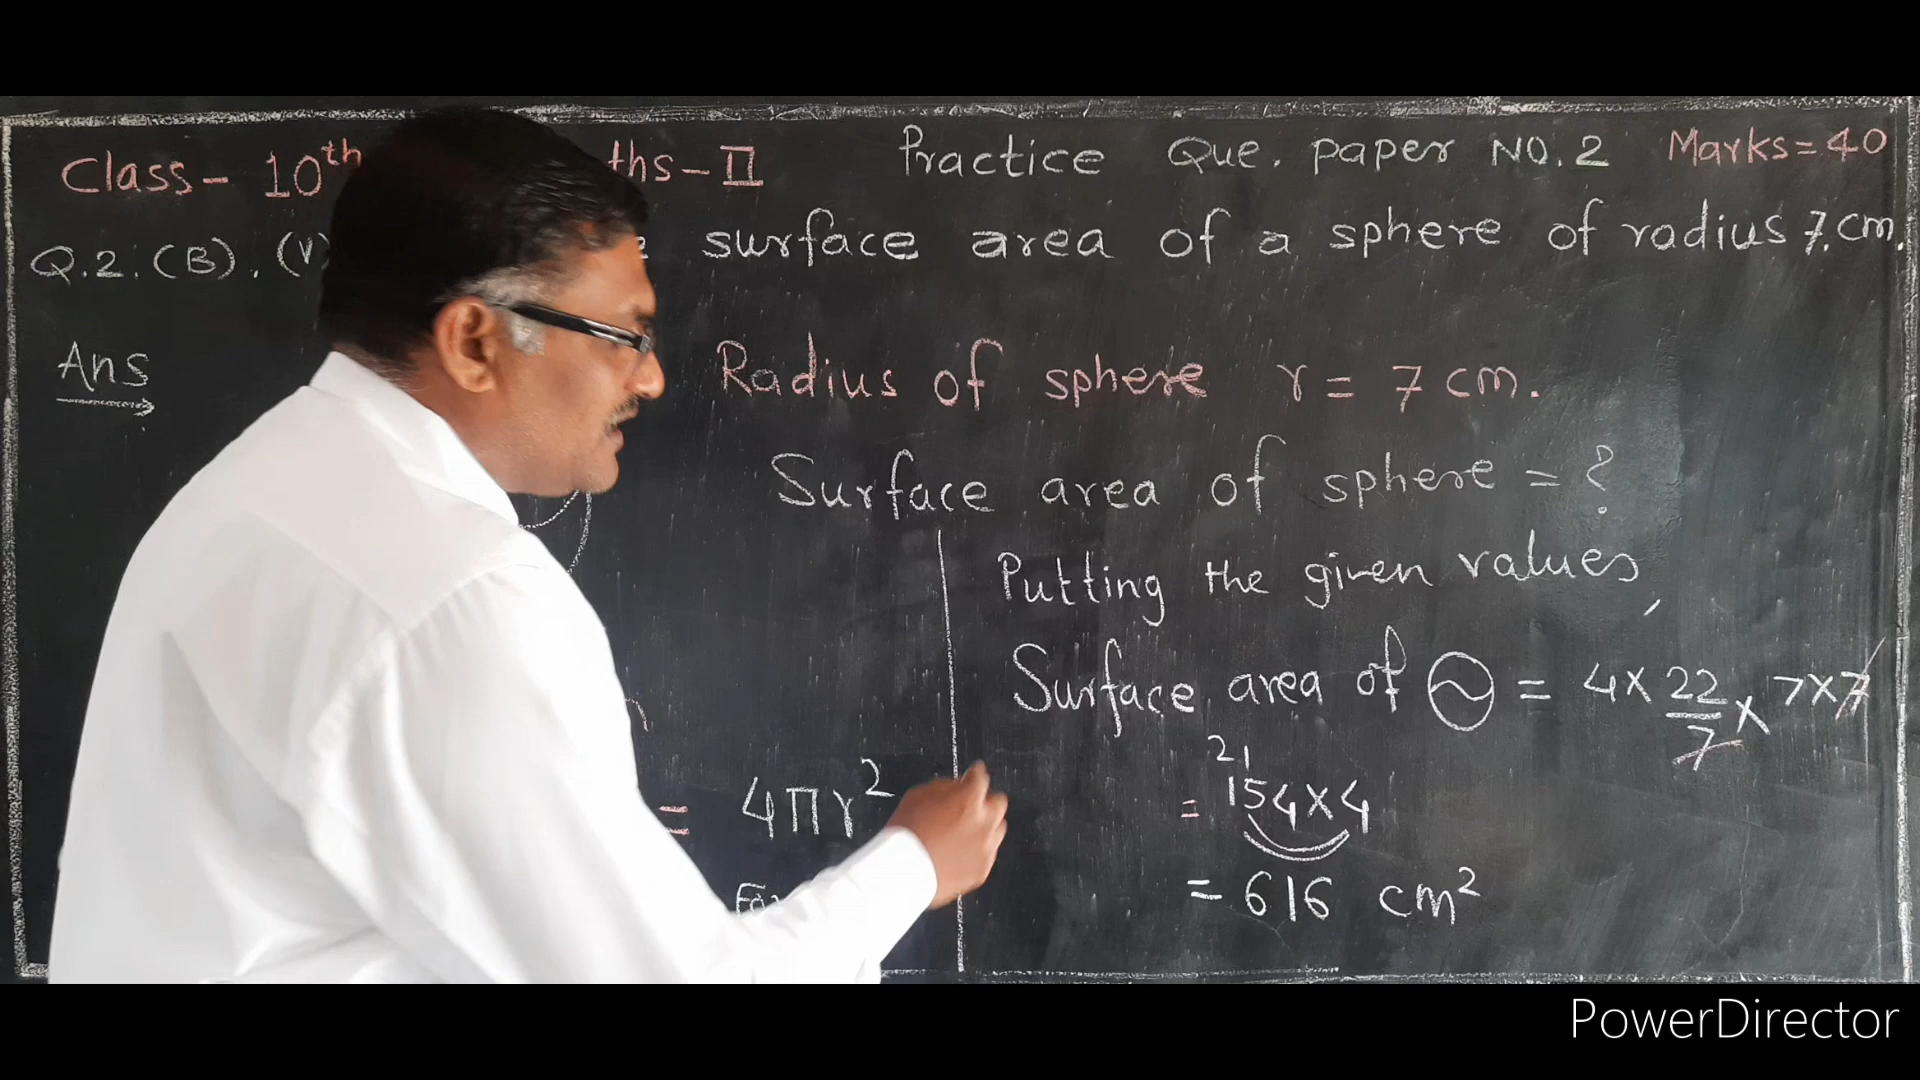 Class - 10th ths - II Practice Que. paper NO. 2 Marks = 40
Q.2. (B). (V) surface area of a sphere of radius 7 cm.
Ans
Radius of sphere r = 7 cm.
Surface area of sphere = ?
Putting the given values,
Surface area of = 4 × 22/7 × 7 × 7
21
= 154 × 4
= 616 cm²
= 4πr²
For
PowerDirector